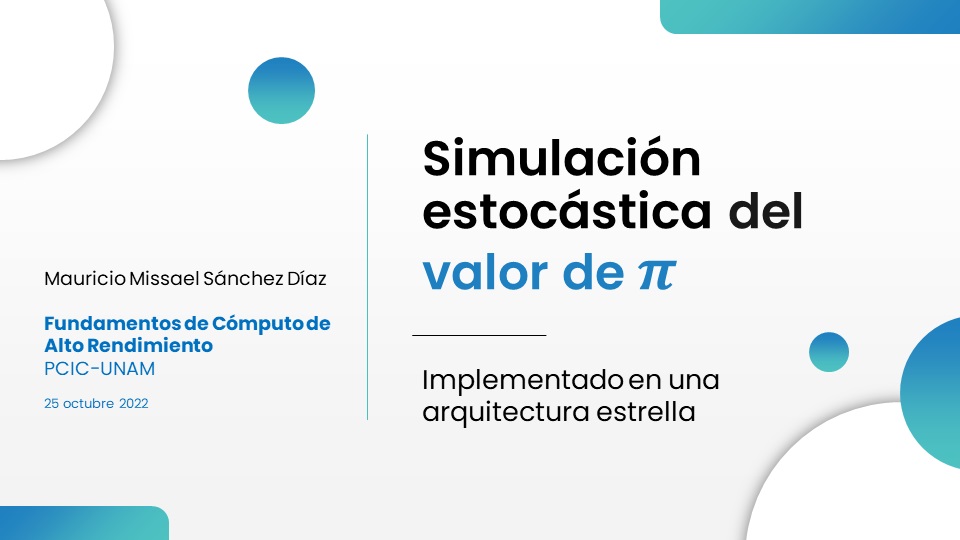 Mauricio Missael Sánchez Díaz
Fundamentos de Cómputo de
Alto Rendimiento
PCIC-UNAM
25 octubre 2022
Simulación
estocástica del
valor de π
Implementado en una
arquitectura estrella